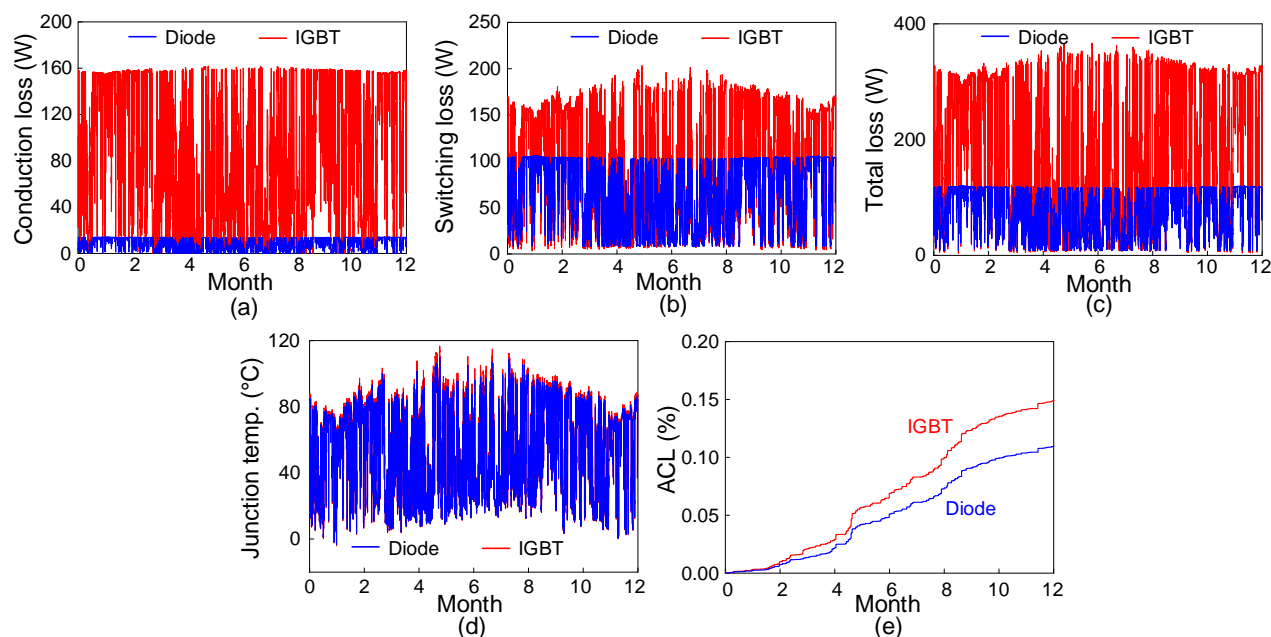 200
160
120
80
40
0
Conduction loss (W)
Diode IGBT
0 2 4 6 8 10 12
Month
(a)
250
200
150
100
50
0
Switching loss (W)
Diode IGBT
0 2 4 6 8 10 12
Month
(b)
400
200
0
Total loss (W)
Diode IGBT
0 2 4 6 8 10 12
Month
(c)
120
80
40
0
Junction temp. (°C)
Diode IGBT
0 2 4 6 8 10 12
Month
(d)
0.20
0.15
0.10
0.05
0.00
ACL (%)
IGBT
Diode
0 2 4 6 8 10 12
Month
(e)